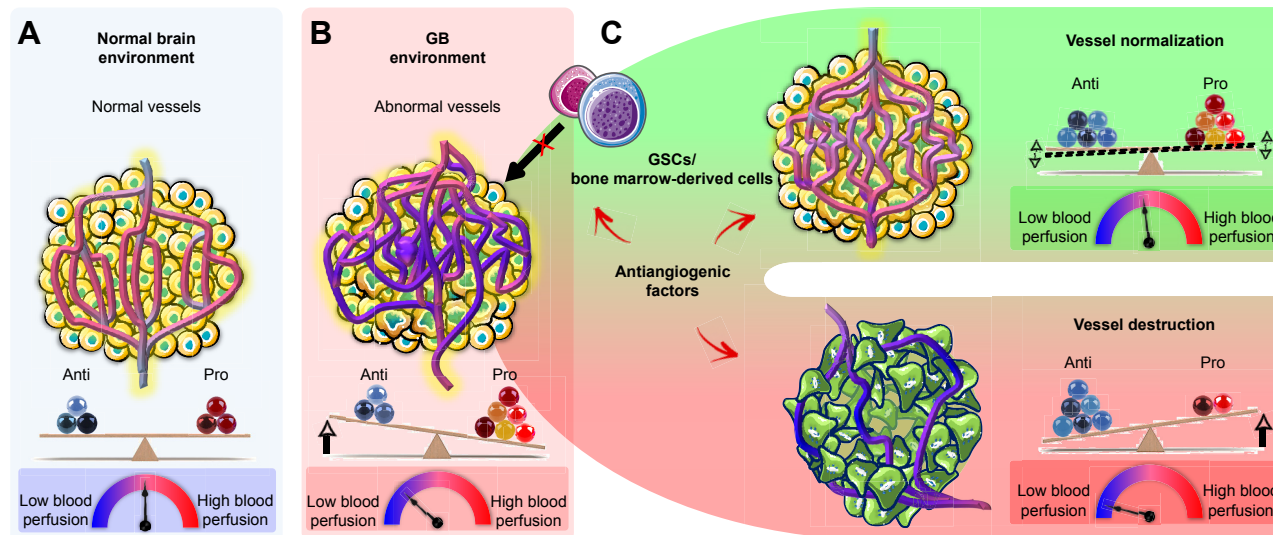 A
Normal brain
environment
Normal vessels
Anti
Pro
Low blood
perfusion
High blood
perfusion
B
GB
environment
Abnormal vessels
Anti
Pro
Low blood
perfusion
High blood
perfusion
C
GSCs/
bone marrow-derived cells
Antiangiogenic
factors
Vessel normalization
Anti
Pro
Low blood
perfusion
High blood
perfusion
Vessel destruction
Anti
Pro
Low blood
perfusion
High blood
perfusion